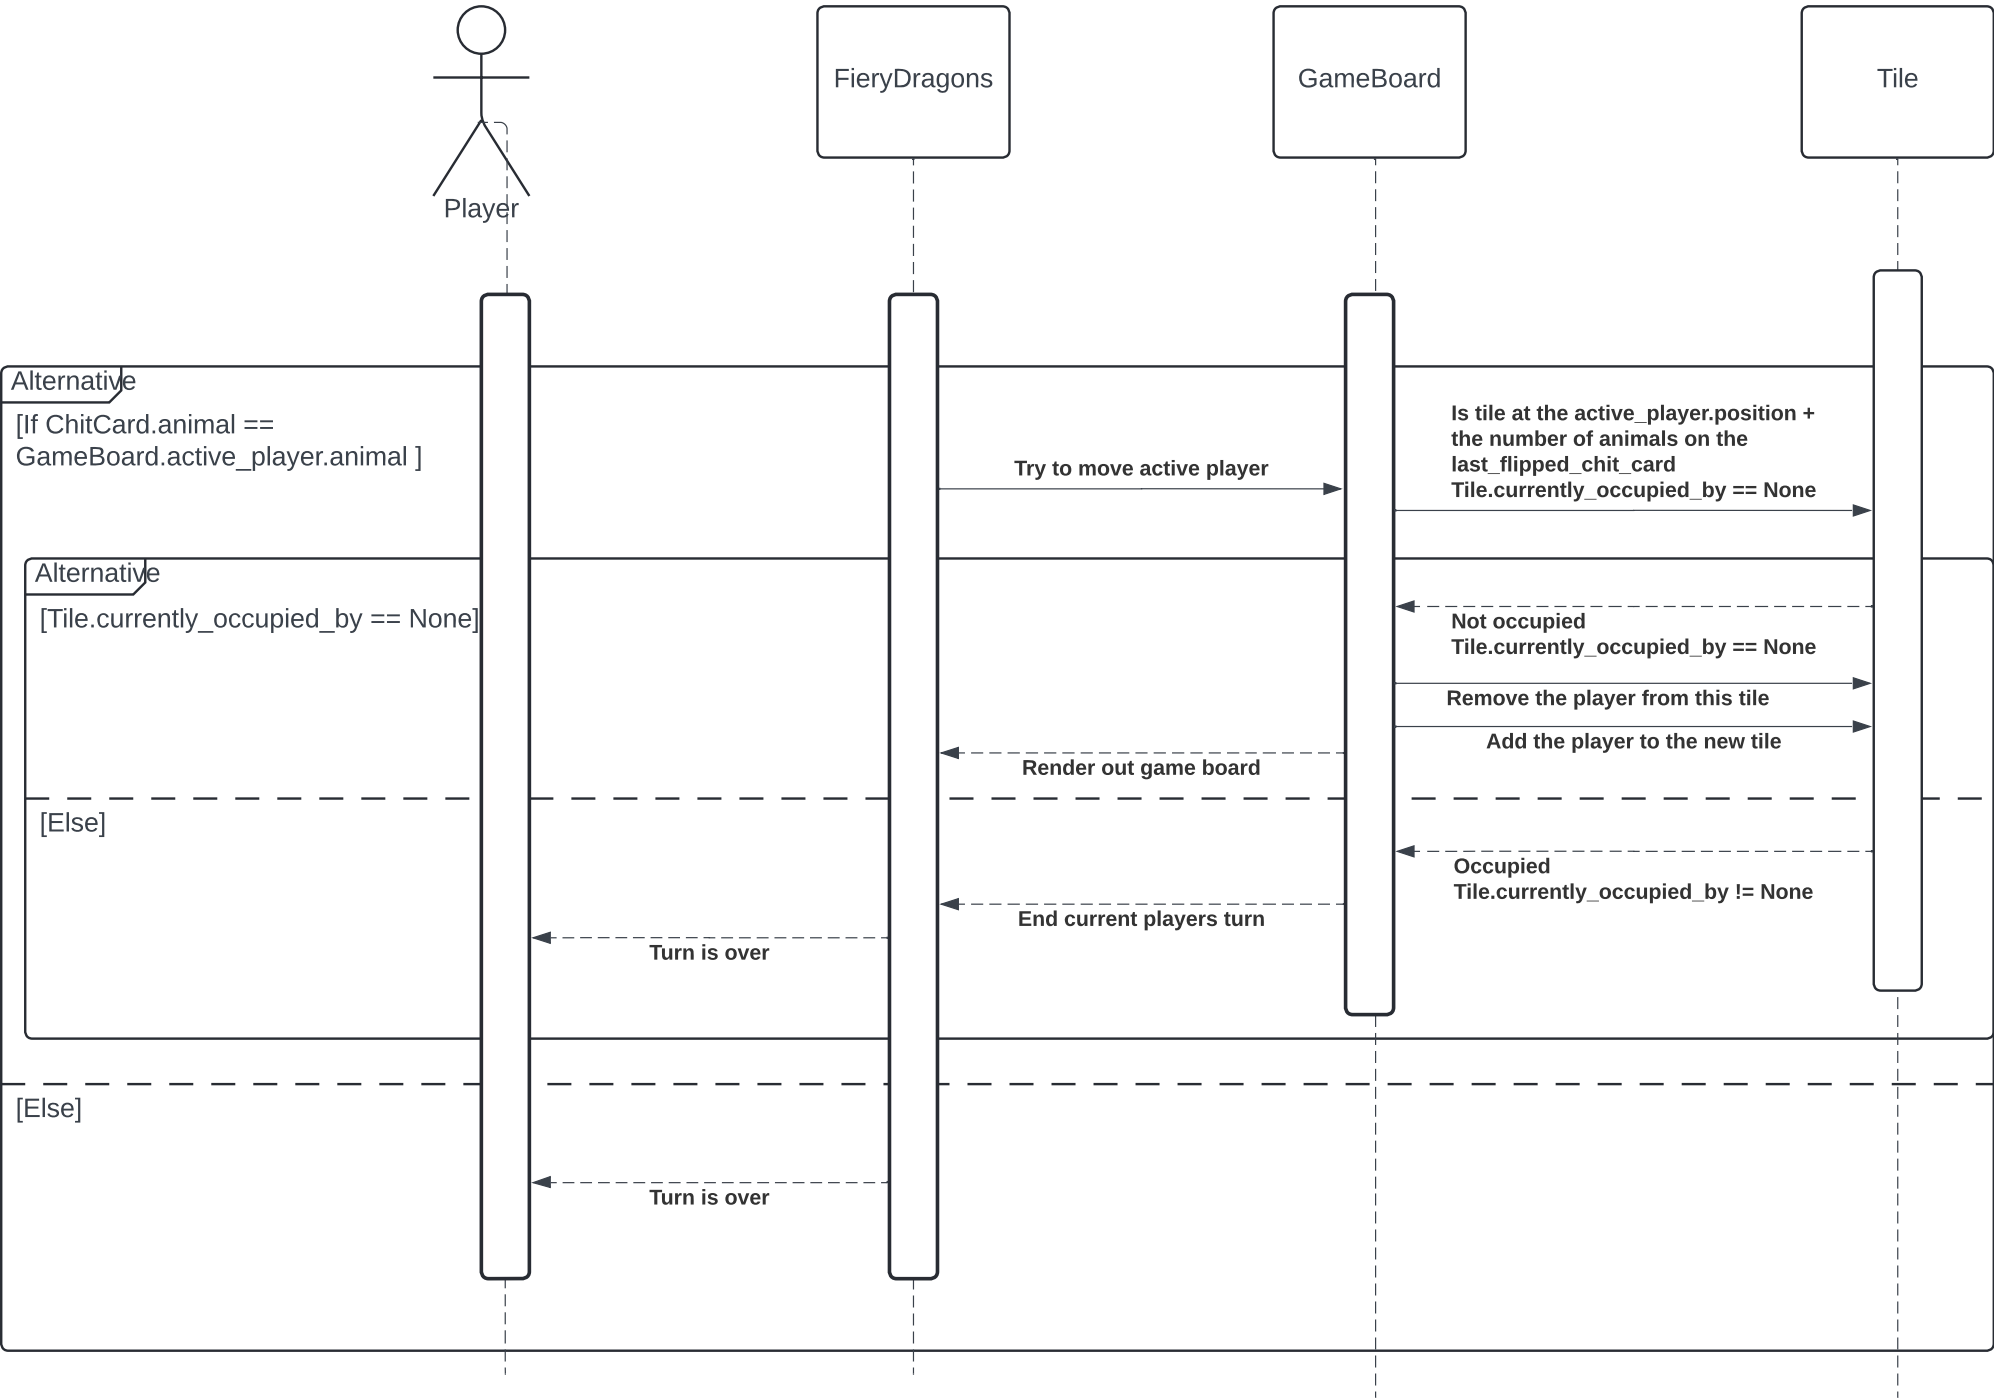 Player
FieryDragons
GameBoard
Tile
Alternative
[If ChitCard.animal ==
GameBoard.active_player.animal ]
Try to move active player
Is tile at the active_player.position +
the number of animals on the
last_flipped_chit_card
Tile.currently_occupied_by == None
Alternative
[Tile.currently_occupied_by == None]
Not occupied
Tile.currently_occupied_by == None
Remove the player from this tile
Add the player to the new tile
Render out game board
[Else]
Occupied
Tile.currently_occupied_by != None
End current players turn
Turn is over
[Else]
Turn is over